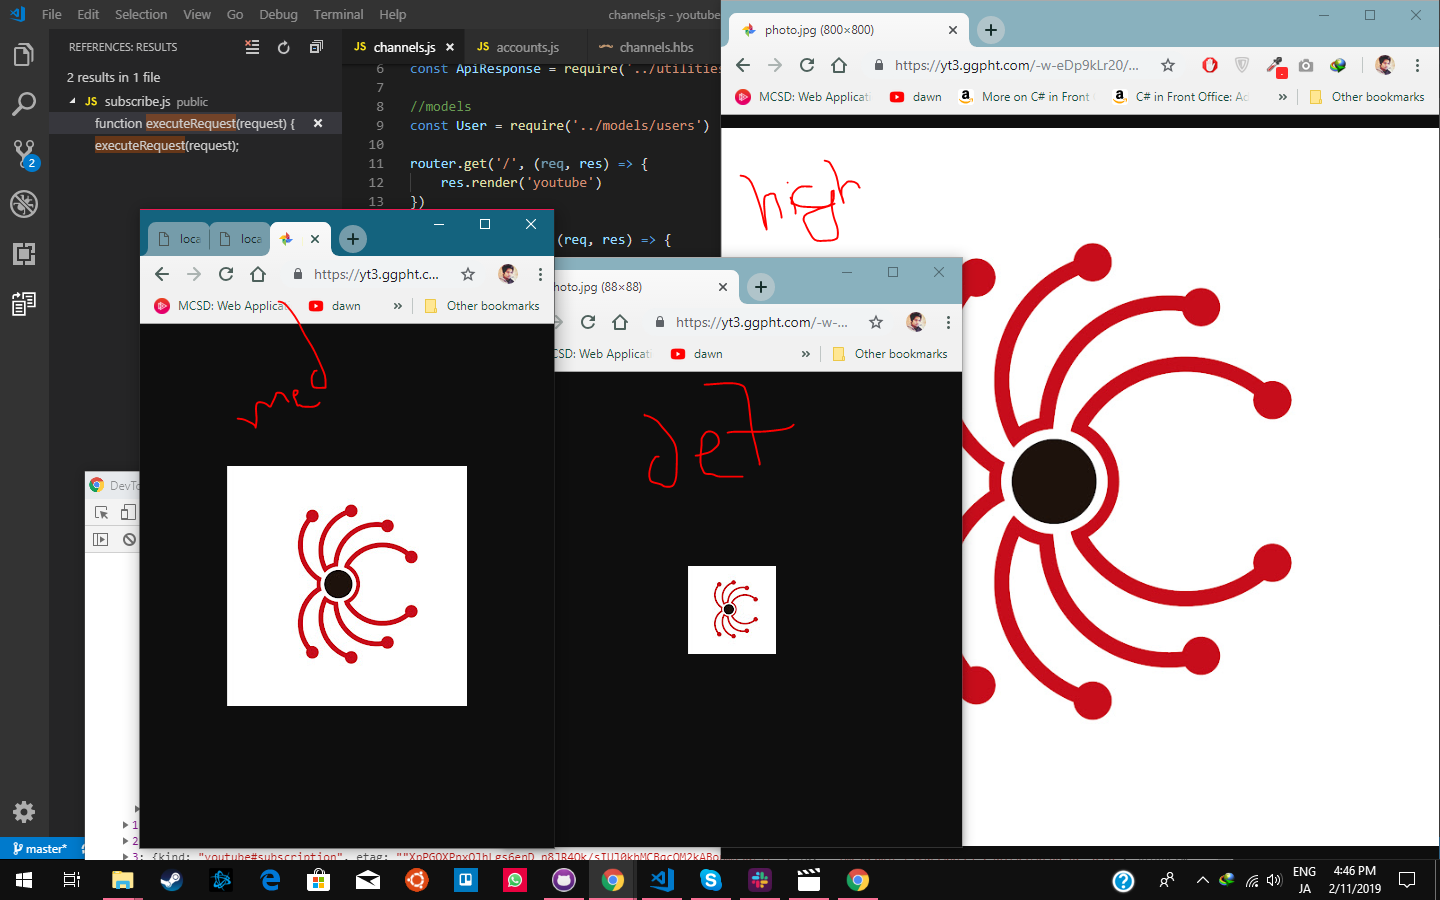 File Edit Selection View Go Debug Terminal Help
channels.js - youtube
REFERENCES: RESULTS
2 results in 1 file
JS subscribe.js public
function executeRequest(request) {
executeRequest(request);
2
JS channels.js
JS accounts.js
channels.hbs
6 const ApiResponse = require('../utilities
7
8 //models
9 const User = require('../models/users')
10
11 router.get('/', (req, res) => {
12 res.render('youtube')
13 })
(req, res) => {
photo.jpg (800×800)
https://yt3.ggpht.com/-w-eDp9kLr20/...
MCSD: Web Applicati
dawn
More on C# in Front
C# in Front Office: Ad
»
Other bookmarks
high
loca
loca
https://yt3.ggpht.c...
MCSD: Web Applica
dawn
»
Other bookmarks
med
hoto.jpg (88×88)
https://yt3.ggpht.com/-w-...
CSD: Web Applicati
dawn
»
Other bookmarks
def
DevTo
1
2
3: {kind: "youtube#subscription", etag:
master*
ENG
JA
4:46 PM
2/11/2019